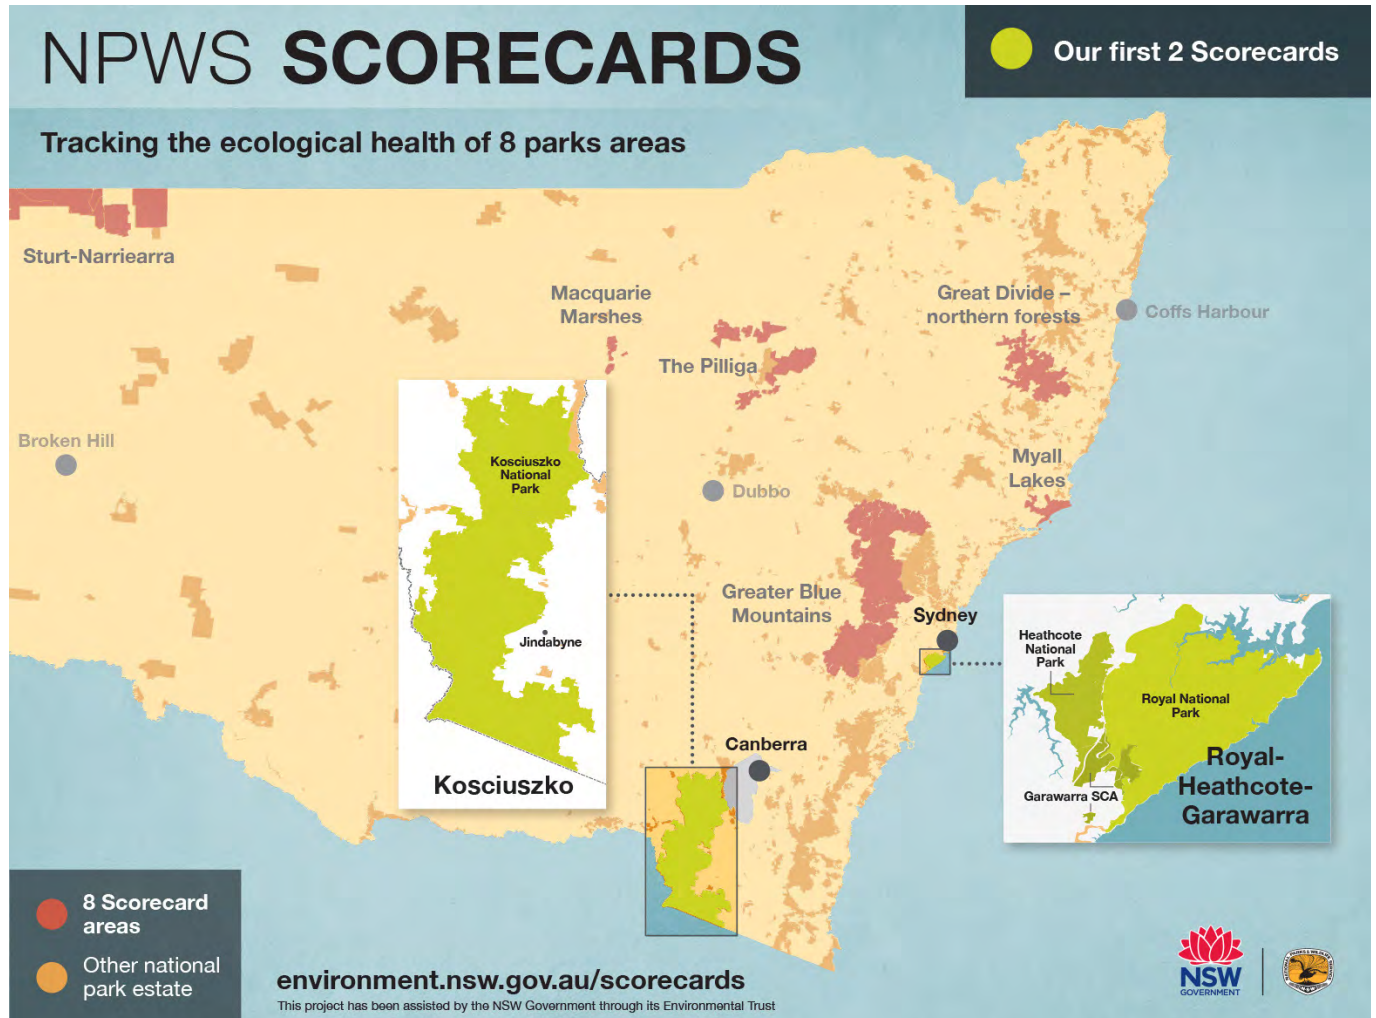 NPWS SCORECARDS
Our first 2 Scorecards
Tracking the ecological health of 8 parks areas
Sturt-Narriearra
Macquarie
Marshes
Great Divide –
northern forests
Coffs Harbour
The Pilliga
Broken Hill
Kosciuszko
National
Park
Myall
Lakes
Dubbo
Greater Blue
Mountains
Sydney
Jindabyne
Heathcote
National
Park
Royal National
Park
Canberra
Kosciuszko
Royal-
Heathcote-
Garawarra
Garawarra SCA
8 Scorecard
areas
Other national
park estate
environment.nsw.gov.au/scorecards
This project has been assisted by the NSW Government through its Environmental Trust
NSW
GOVERNMENT